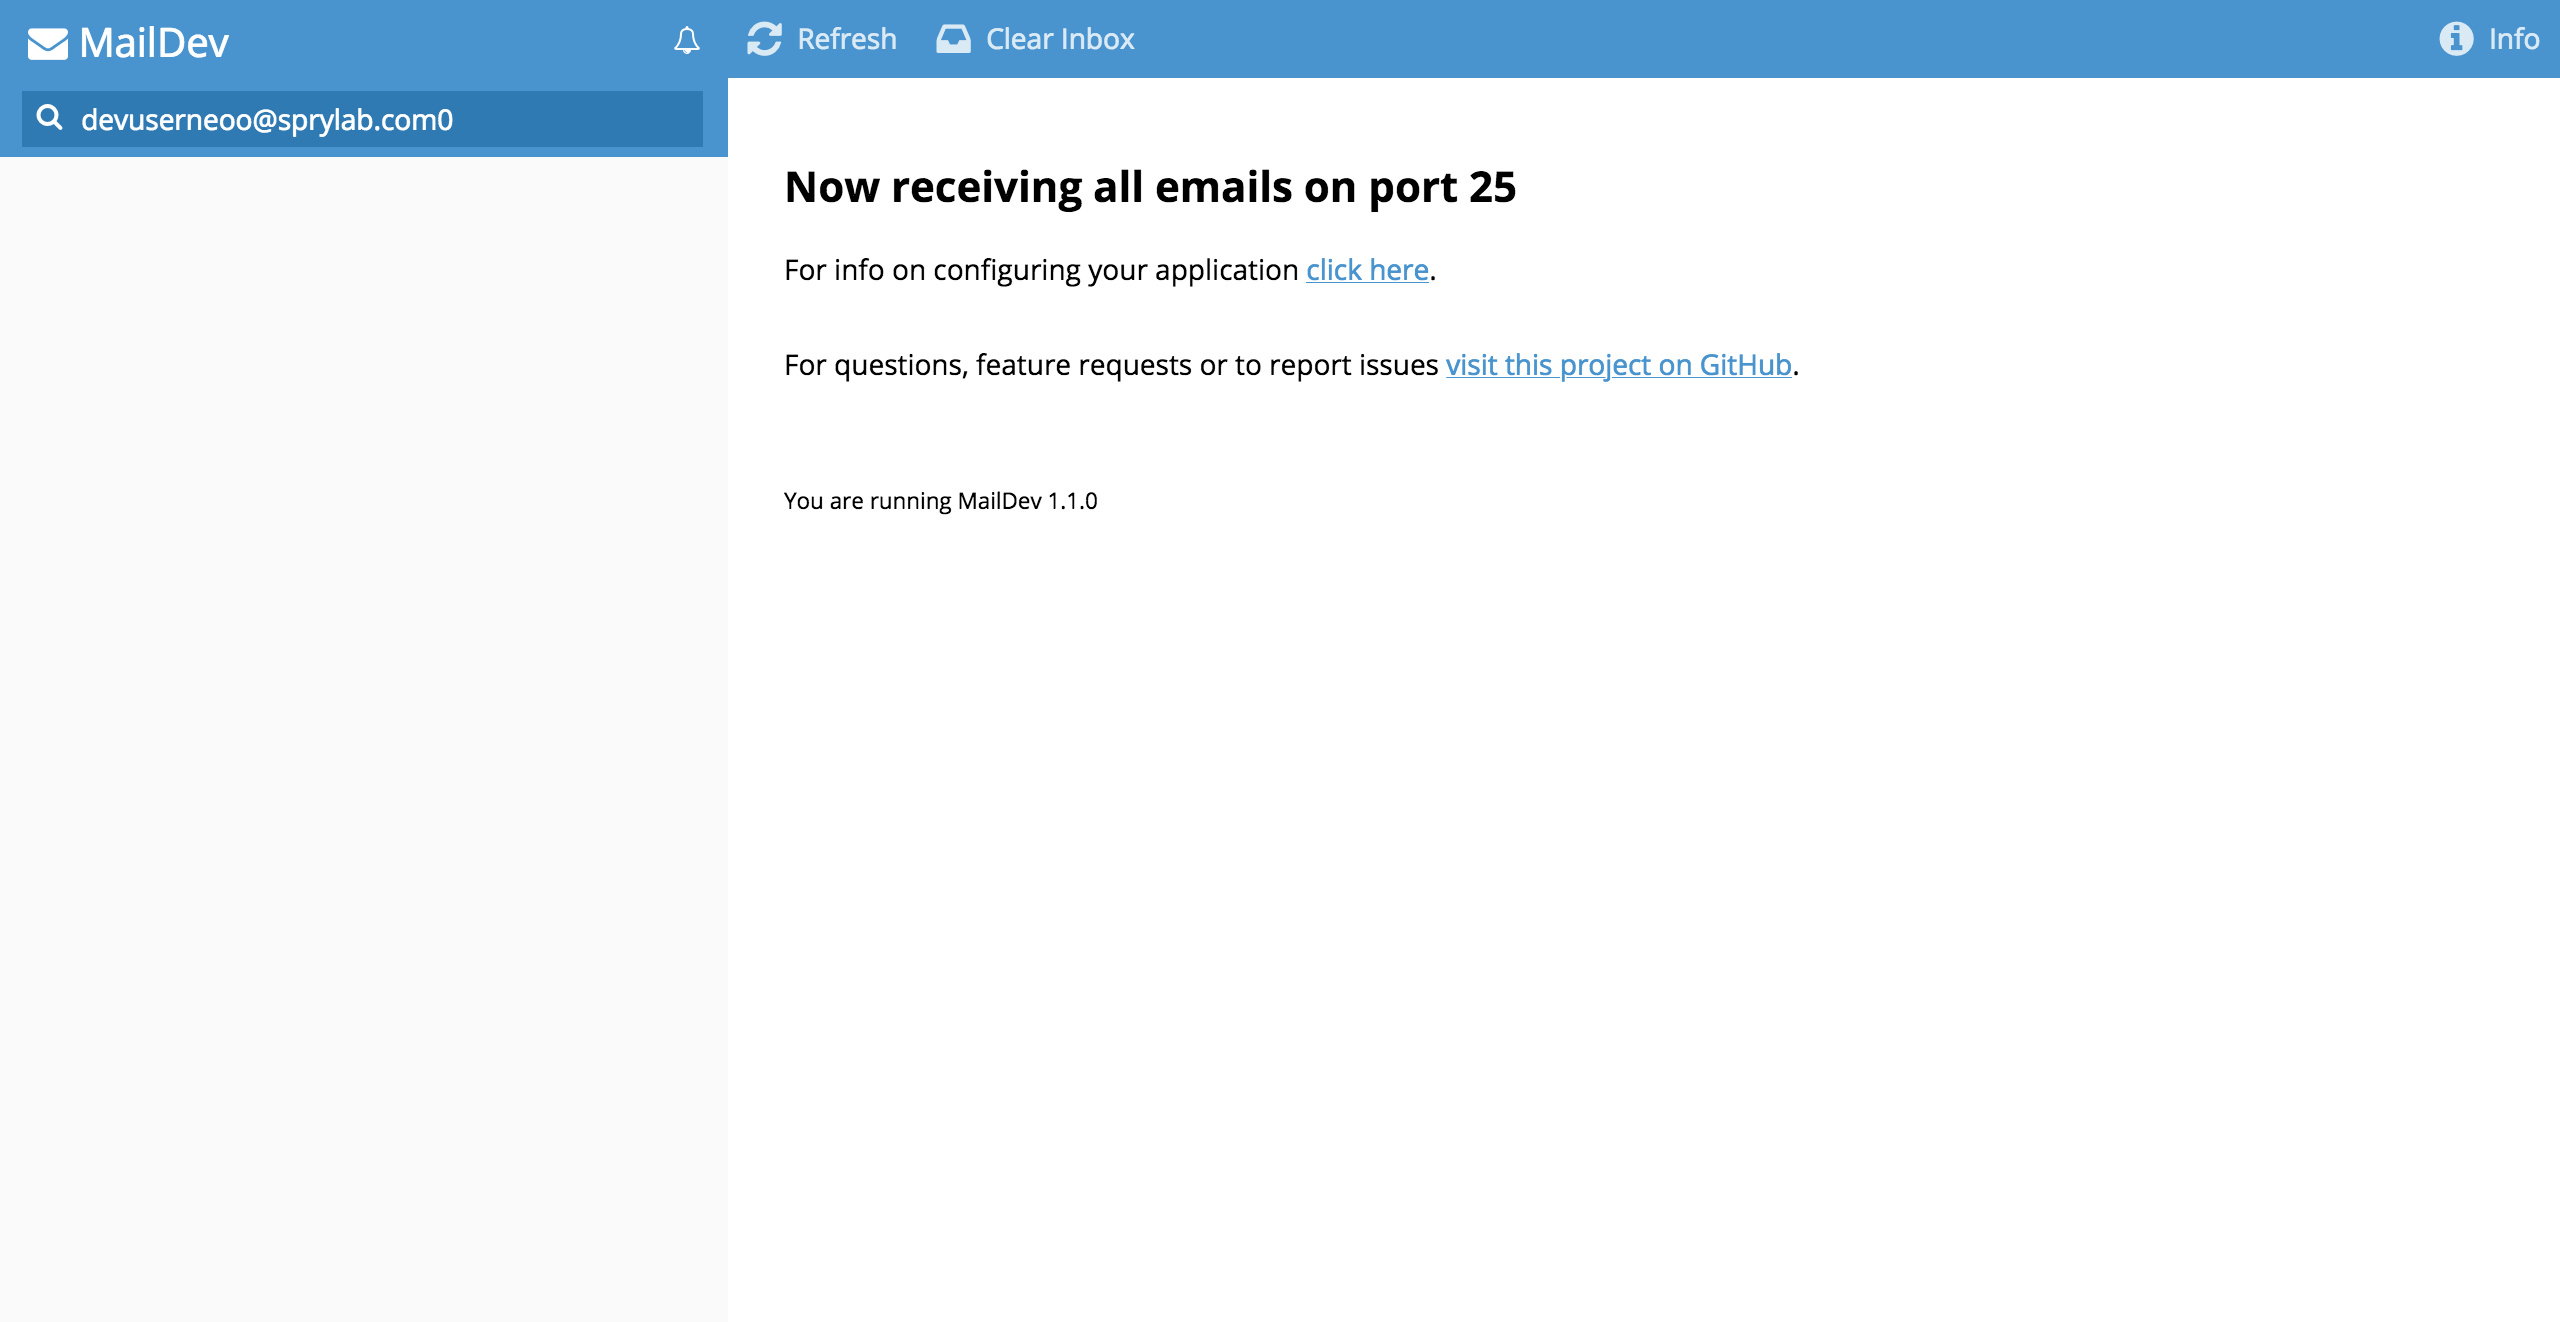 MailDev
Refresh
Clear Inbox
Info
devuserneoo@sprylab.com0
Now receiving all emails on port 25
For info on configuring your application click here.
For questions, feature requests or to report issues visit this project on GitHub.
You are running MailDev 1.1.0